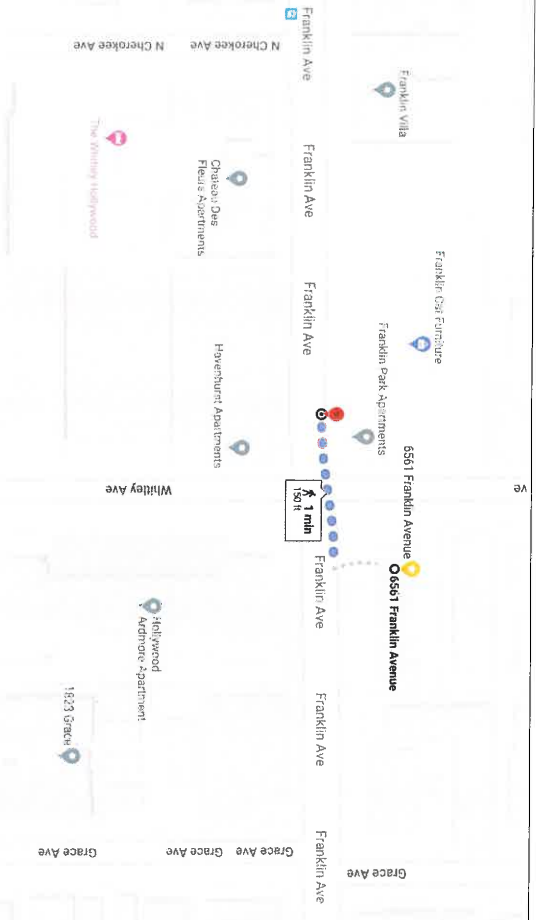 ve
Franklin Cat Furniture
6561 Franklin Avenue
6561 Franklin Avenue
Franklin Villa
Franklin Park Apartments
Grace Ave
Franklin Ave
Franklin Ave
Franklin Ave
Franklin Ave
Franklin Ave
Franklin Ave
1 min
150 ft
N Cherokee Ave
Grace Ave
Chateau Des
Fleurs Apartments
Havenhurst Apartments
Grace Ave
Whitley Ave
Hollywood
Ardmore Apartment
N Cherokee Ave
The Whitley Hollywood
1823 Grace
Grace Ave